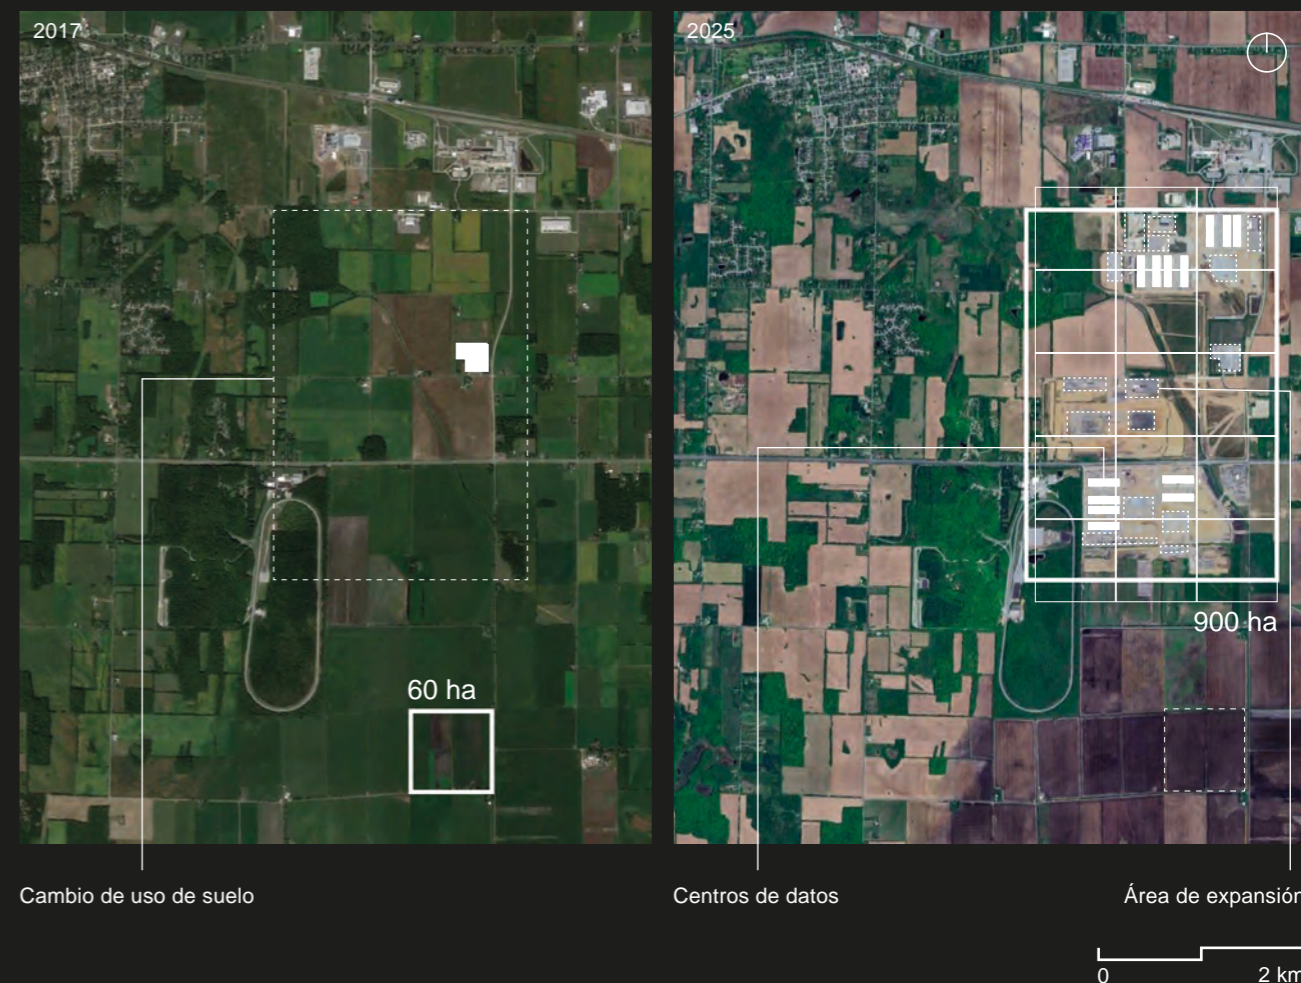 2017
2025
60 ha
900 ha
Cambio de uso de suelo
Centros de datos
Área de expansión
0
2 km